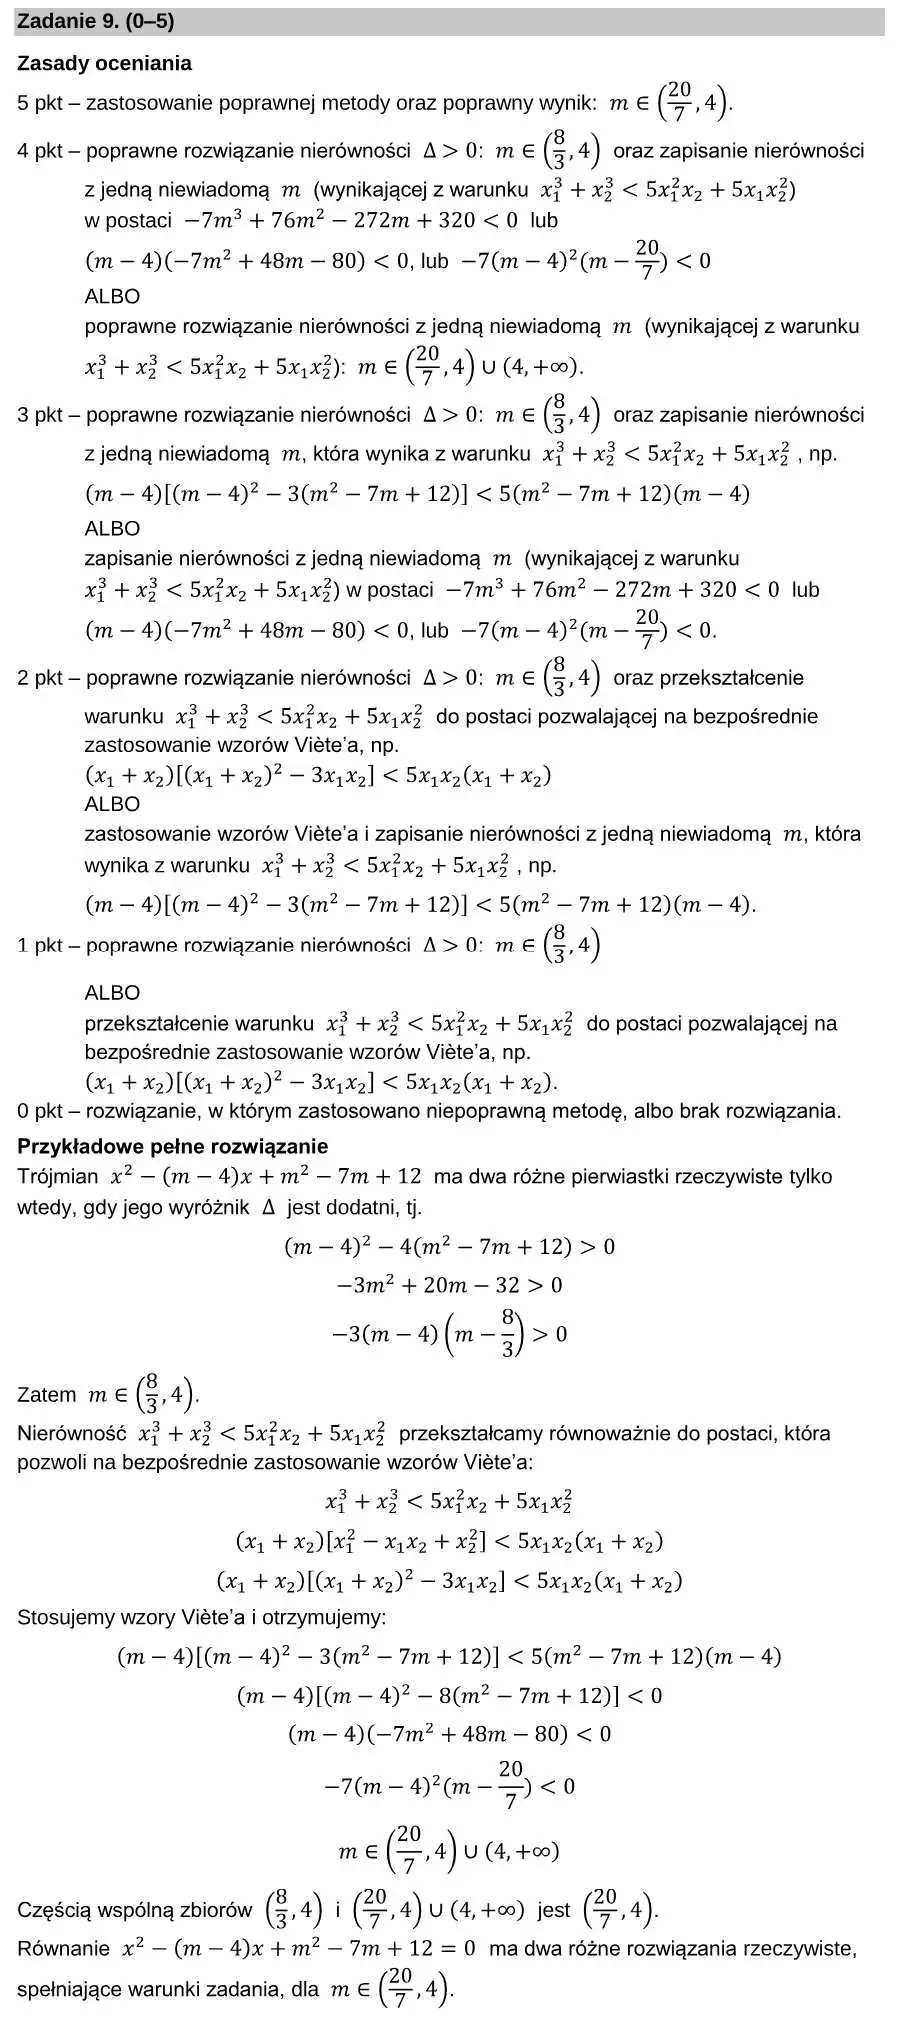 Zadanie 9. (0–5)
Zasady oceniania
5 pkt – zastosowanie poprawnej metody oraz poprawny wynik: m ∈ (20/7, 4).
4 pkt – poprawne rozwiązanie nierówności Δ > 0: m ∈ (8/3, 4) oraz zapisanie nierówności
z jedną niewiadomą m (wynikającej z warunku x₁³ + x₂³ < 5x₁²x₂ + 5x₁x₂²)
w postaci −7m³ + 76m² − 272m + 320 < 0 lub
(m − 4)(−7m² + 48m − 80) < 0, lub −7(m − 4)²(m − 20/7) < 0
ALBO
poprawne rozwiązanie nierówności z jedną niewiadomą m (wynikającej z warunku
x₁³ + x₂³ < 5x₁²x₂ + 5x₁x₂²): m ∈ (20/7, 4) ∪ (4, +∞).
3 pkt – poprawne rozwiązanie nierówności Δ > 0: m ∈ (8/3, 4) oraz zapisanie nierówności
z jedną niewiadomą m, która wynika z warunku x₁³ + x₂³ < 5x₁²x₂ + 5x₁x₂² , np.
(m − 4)[(m − 4)² − 3(m² − 7m + 12)] < 5(m² − 7m + 12)(m − 4)
ALBO
zapisanie nierówności z jedną niewiadomą m (wynikającej z warunku
x₁³ + x₂³ < 5x₁²x₂ + 5x₁x₂²) w postaci −7m³ + 76m² − 272m + 320 < 0 lub
(m − 4)(−7m² + 48m − 80) < 0, lub −7(m − 4)²(m − 20/7) < 0.
2 pkt – poprawne rozwiązanie nierówności Δ > 0: m ∈ (8/3, 4) oraz przekształcenie
warunku x₁³ + x₂³ < 5x₁²x₂ + 5x₁x₂² do postaci pozwalającej na bezpośrednie
zastosowanie wzorów Viète’a, np.
(x₁ + x₂)[(x₁ + x₂)² − 3x₁x₂] < 5x₁x₂(x₁ + x₂)
ALBO
zastosowanie wzorów Viète’a i zapisanie nierówności z jedną niewiadomą m, która
wynika z warunku x₁³ + x₂³ < 5x₁²x₂ + 5x₁x₂² , np.
(m − 4)[(m − 4)² − 3(m² − 7m + 12)] < 5(m² − 7m + 12)(m − 4).
1 pkt – poprawne rozwiązanie nierówności Δ > 0: m ∈ (8/3, 4)
ALBO
przekształcenie warunku x₁³ + x₂³ < 5x₁²x₂ + 5x₁x₂² do postaci pozwalającej na
bezpośrednie zastosowanie wzorów Viète’a, np.
(x₁ + x₂)[(x₁ + x₂)² − 3x₁x₂] < 5x₁x₂(x₁ + x₂).
0 pkt – rozwiązanie, w którym zastosowano niepoprawną metodę, albo brak rozwiązania.
Przykładowe pełne rozwiązanie
Trójmian x² − (m − 4)x + m² − 7m + 12 ma dwa różne pierwiastki rzeczywiste tylko
wtedy, gdy jego wyróżnik Δ jest dodatni, tj.
(m − 4)² − 4(m² − 7m + 12) > 0
−3m² + 20m − 32 > 0
−3(m − 4)(m − 8/3) > 0
Zatem m ∈ (8/3, 4).
Nierówność x₁³ + x₂³ < 5x₁²x₂ + 5x₁x₂² przekształcamy równoważnie do postaci, która
pozwoli na bezpośrednie zastosowanie wzorów Viète’a:
x₁³ + x₂³ < 5x₁²x₂ + 5x₁x₂²
(x₁ + x₂)[x₁² − x₁x₂ + x₂²] < 5x₁x₂(x₁ + x₂)
(x₁ + x₂)[(x₁ + x₂)² − 3x₁x₂] < 5x₁x₂(x₁ + x₂)
Stosujemy wzory Viète’a i otrzymujemy:
(m − 4)[(m − 4)² − 3(m² − 7m + 12)] < 5(m² − 7m + 12)(m − 4)
(m − 4)[(m − 4)² − 8(m² − 7m + 12)] < 0
(m − 4)(−7m² + 48m − 80) < 0
−7(m − 4)²(m − 20/7) < 0
m ∈ (20/7, 4) ∪ (4, +∞)
Częścią wspólną zbiorów (8/3, 4) i (20/7, 4) ∪ (4, +∞) jest (20/7, 4).
Równanie x² − (m − 4)x + m² − 7m + 12 = 0 ma dwa różne rozwiązania rzeczywiste,
spełniające warunki zadania, dla m ∈ (20/7, 4).